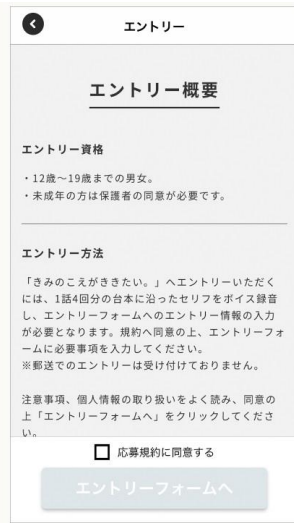 エントリー
エントリー概要
エントリー資格
・12歳〜19歳までの男女。
・未成年の方は保護者の同意が必要です。
エントリー方法
「きみのこえがききたい。」へエントリーいただく
には、1話4回分の台本に沿ったセリフをボイス録音
し、エントリーフォームへのエントリー情報の入力
が必要となります。規約へ同意の上、エントリーフォ
ームに必要事項を入力してください。
※郵送でのエントリーは受け付けておりません。
注意事項、個人情報の取り扱いをよく読み、同意の
上「エントリーフォームへ」をクリックしてくださ
い。
応募規約に同意する
エントリーフォームへ